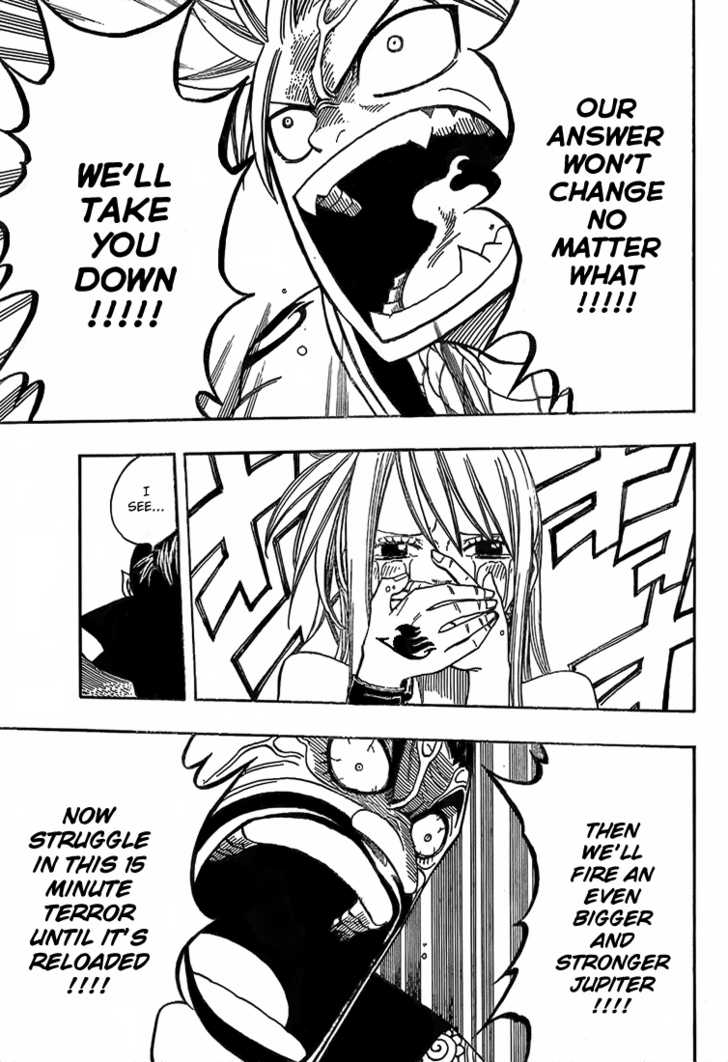 OUR
ANSWER
WON'T
CHANGE
NO
MATTER
WHAT
!!!!!
WE'LL
TAKE
YOU
DOWN
!!!!!
I
SEE...
THEN
WE'LL
FIRE AN
EVEN
BIGGER
AND
STRONGER
JUPITER
!!!!
NOW
STRUGGLE
IN THIS 15
MINUTE
TERROR
UNTIL IT'S
RELOADED
!!!!